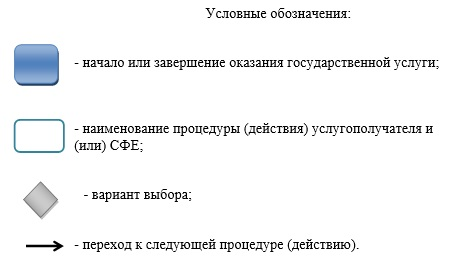 Условные обозначения:
- начало или завершение оказания государственной услуги;
- наименование процедуры (действия) услугополучателя и
(или) СФЕ;
- вариант выбора;
- переход к следующей процедуре (действию).